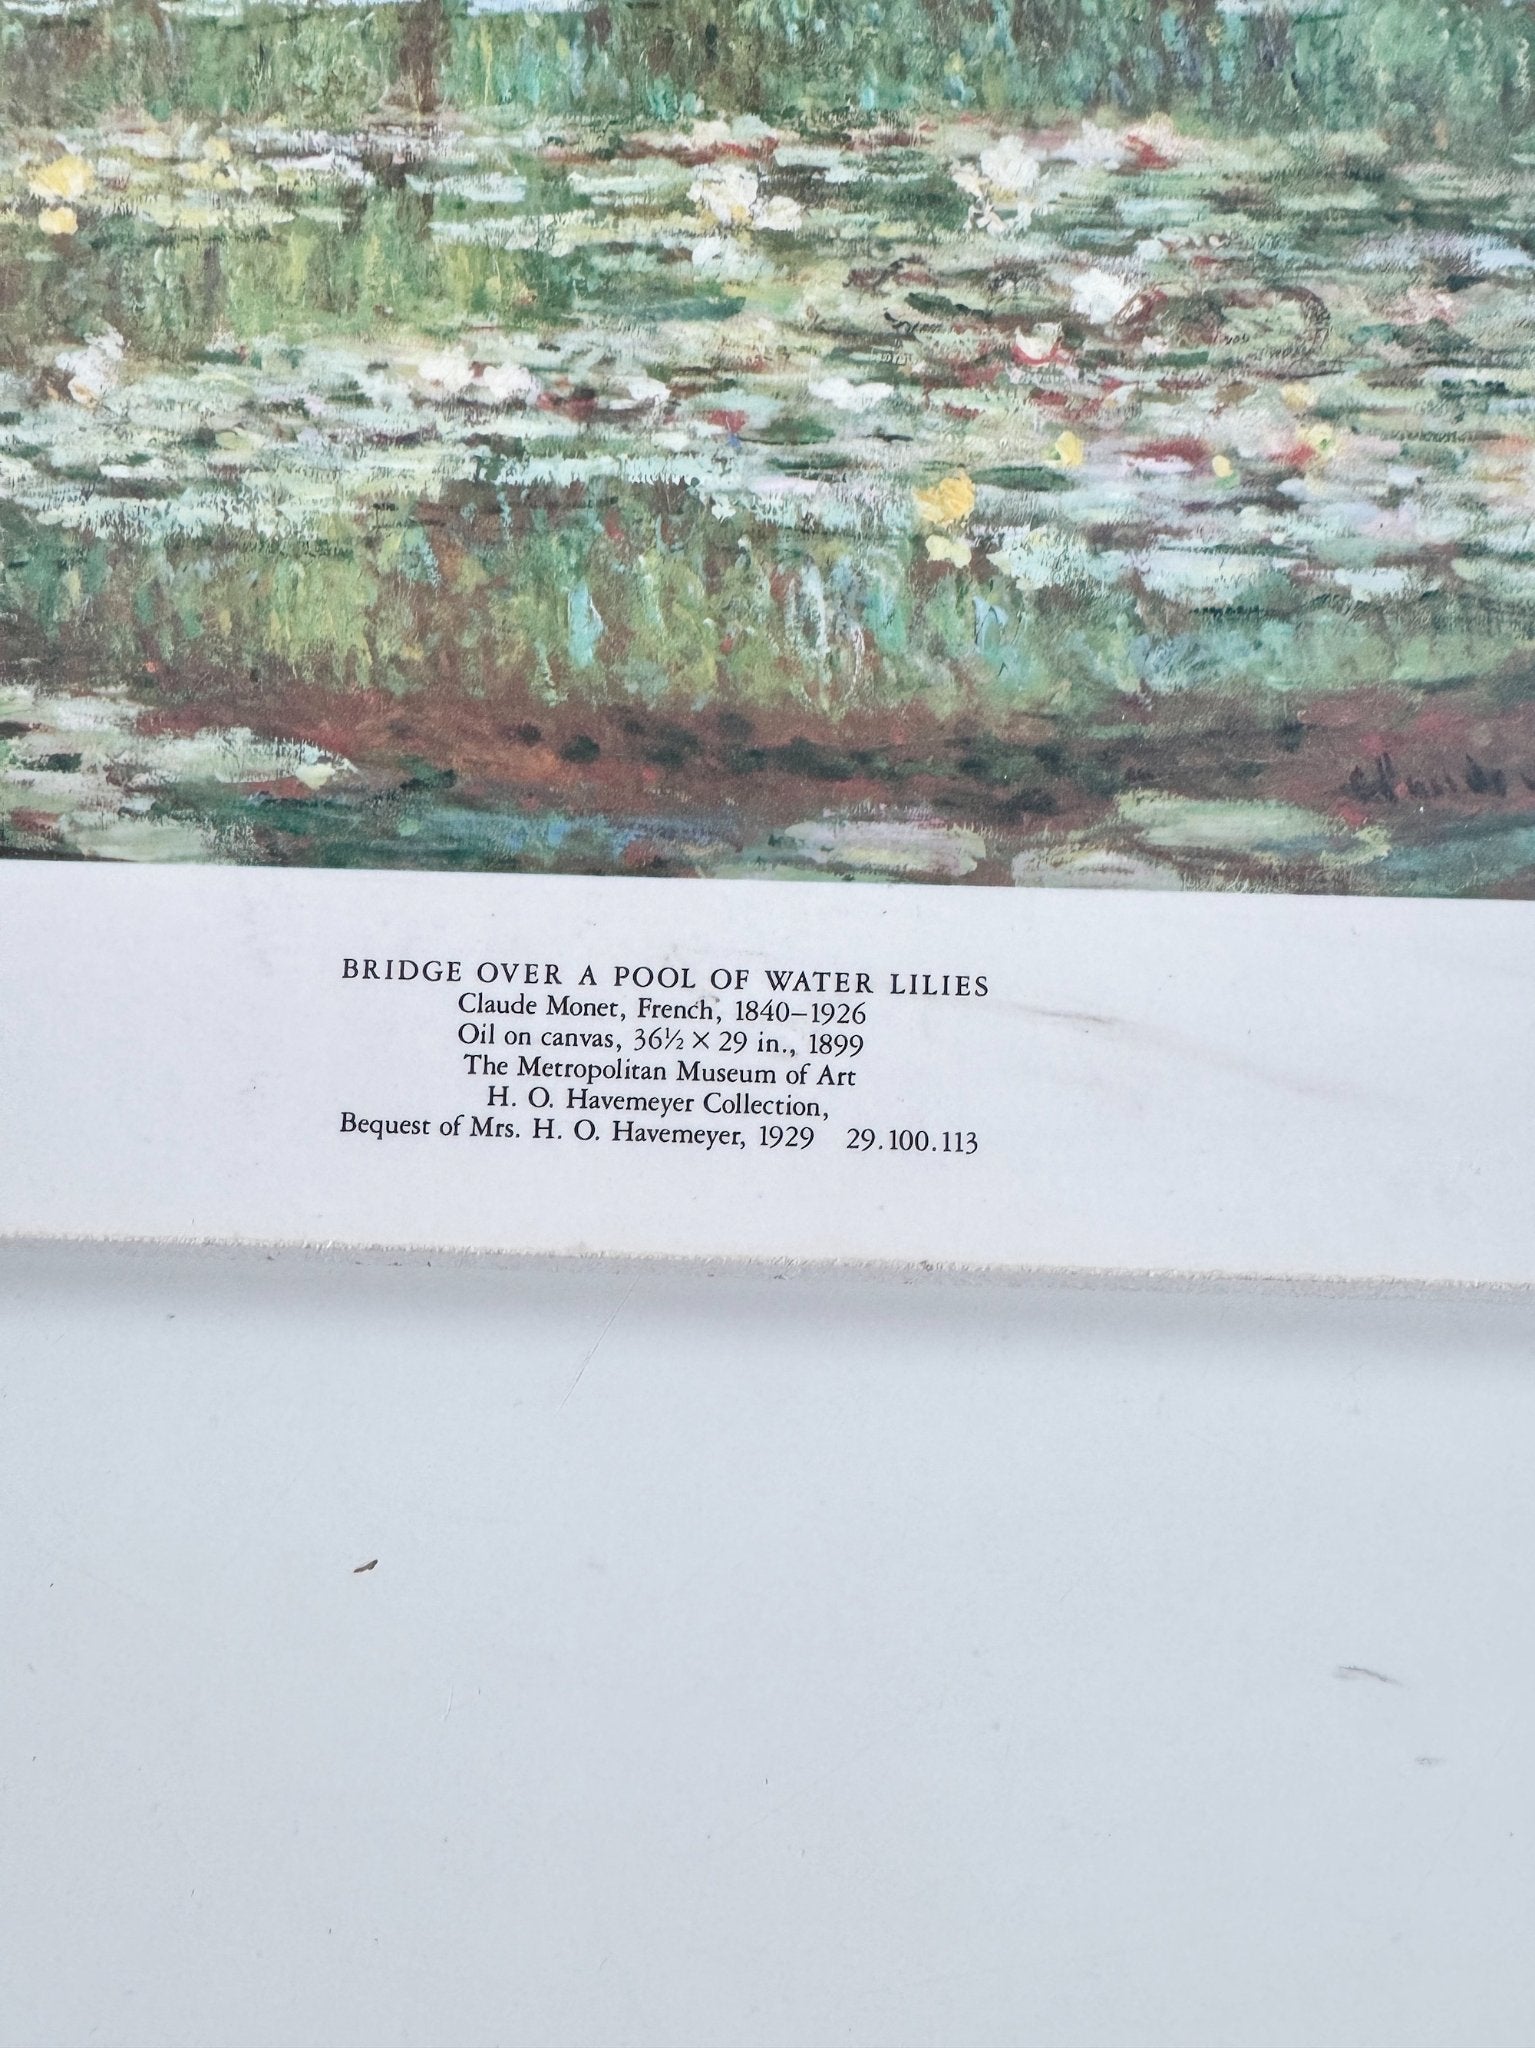 BRIDGE OVER A POOL OF WATER LILIES
Claude Monet, French, 1840–1926
Oil on canvas, 36½ × 29 in., 1899
The Metropolitan Museum of Art
H. O. Havemeyer Collection,
Bequest of Mrs. H. O. Havemeyer, 1929 29.100.113